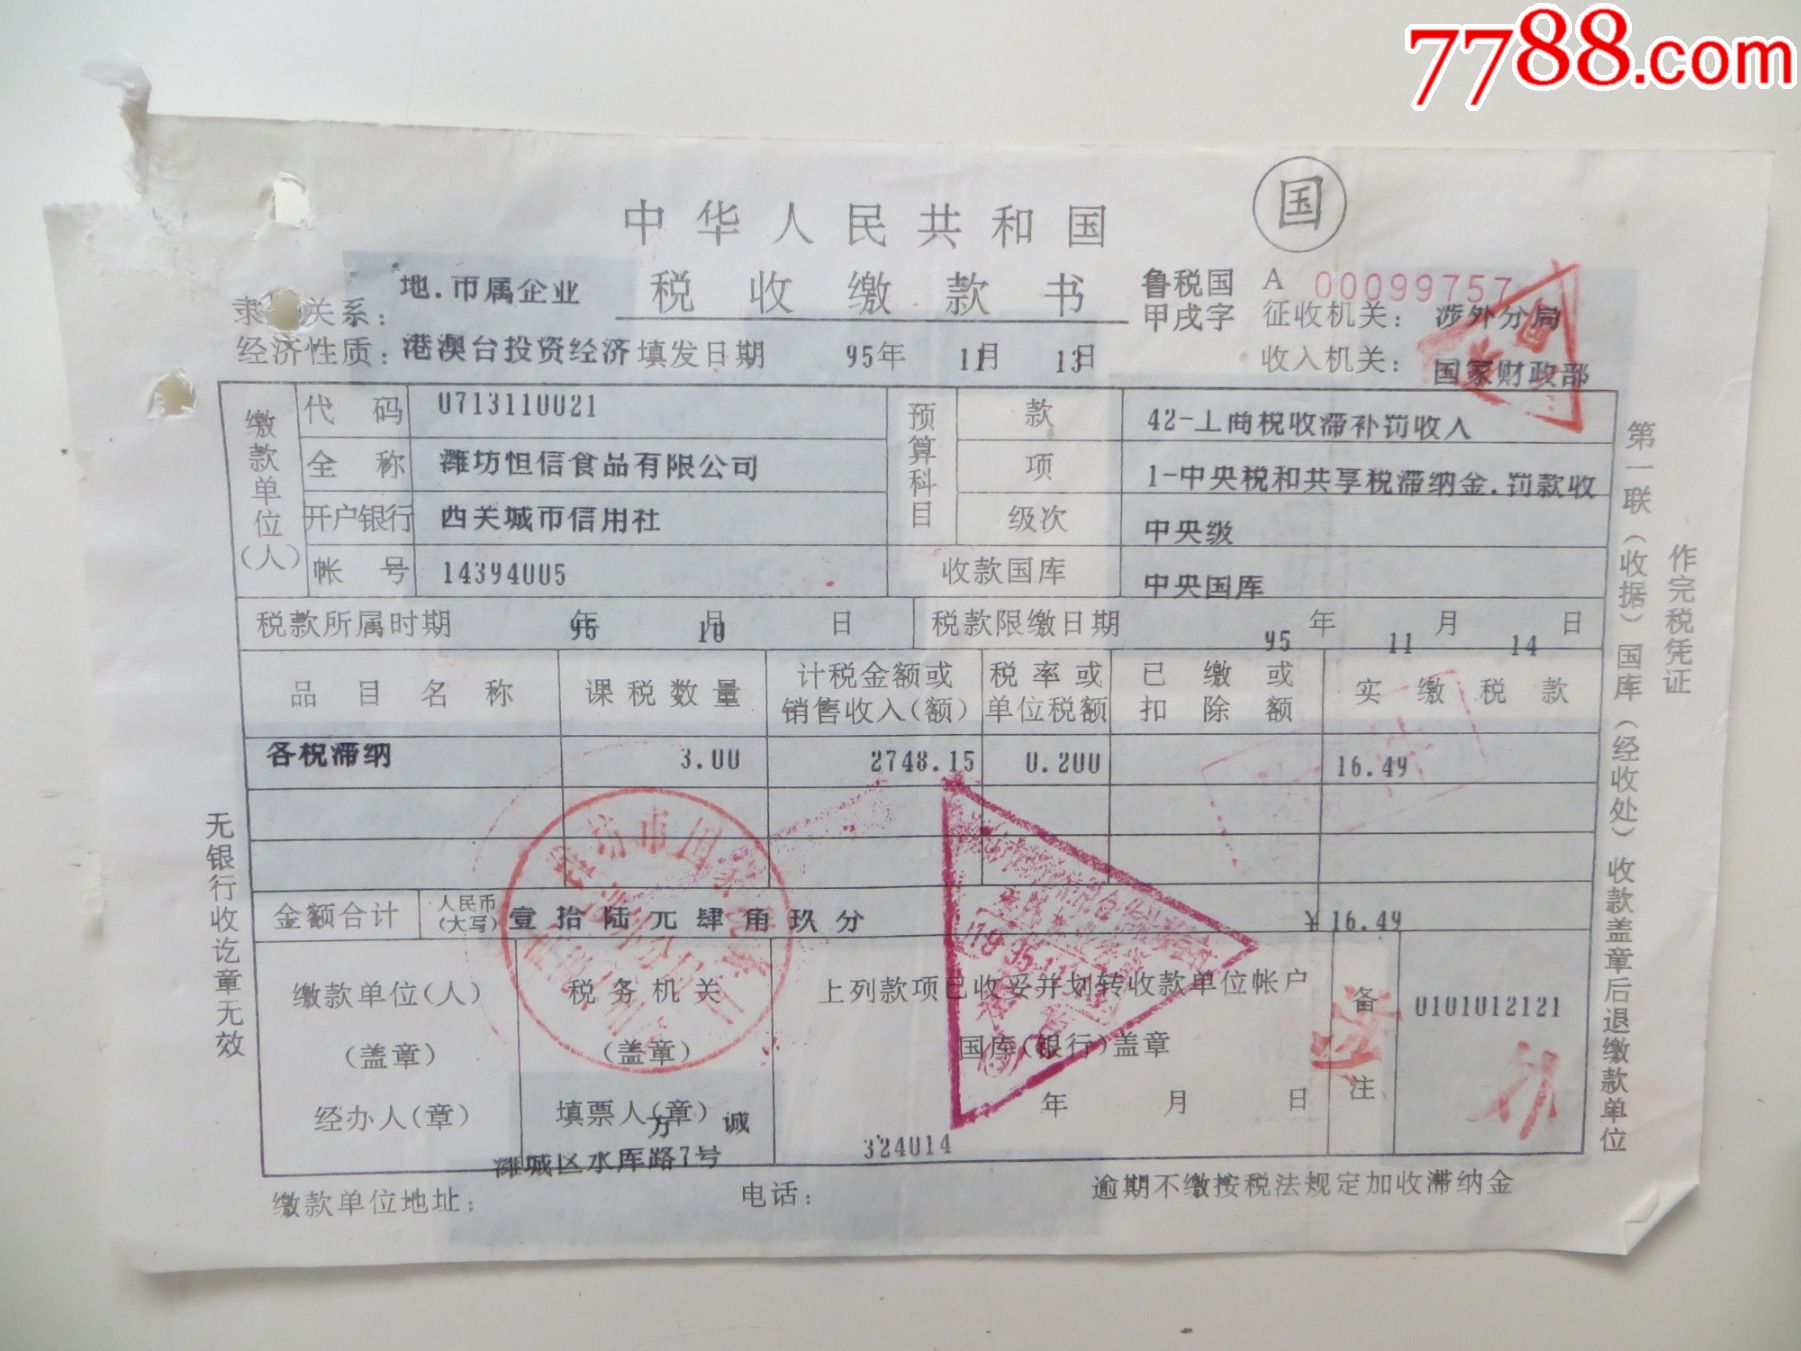 7788.com
中华人民共和国
国
税收缴款书
隶 关系：地.市属企业
鲁税国 A 00099757
甲戌字
征收机关：涉外分局
经济性质：港澳台投资经济 填发日期 95年 11月 13日
收入机关：国家财政部
缴款单位(人)
代码 0713110021
全称 潍坊恒信食品有限公司
开户银行 西关城市信用社
帐号 14394005
预算科目
款 42-工商税收滞补罚收入
项 1-中央税和共享税滞纳金.罚款收
级次 中央级
收款国库 中央国库
税款所属时期 95年 10月 日 税款限缴日期 95年 11月 14日
品目名称 课税数量 计税金额或销售收入(额) 税率或单位税额 已缴或扣除额 实缴税款
各税滞纳 3.00 2748.15 0.200 16.49
金额合计 人民币(大写) 壹拾陆元肆角玖分 ¥16.49
缴款单位(人)
(盖章)
经办人(章)
税务机关
(盖章)
填票人(章)
方 诚
上列款项已收妥并划转收款单位帐户
国库(银行)盖章
年 月 日
备注
0101012121
潍城区水库路7号
324014
缴款单位地址：
电话：
逾期不缴按税法规定加收滞纳金
无银行收讫章无效
第一联(收据)国库(经收处)收款盖章后退缴款单位
作完税凭证
潍坊市国家